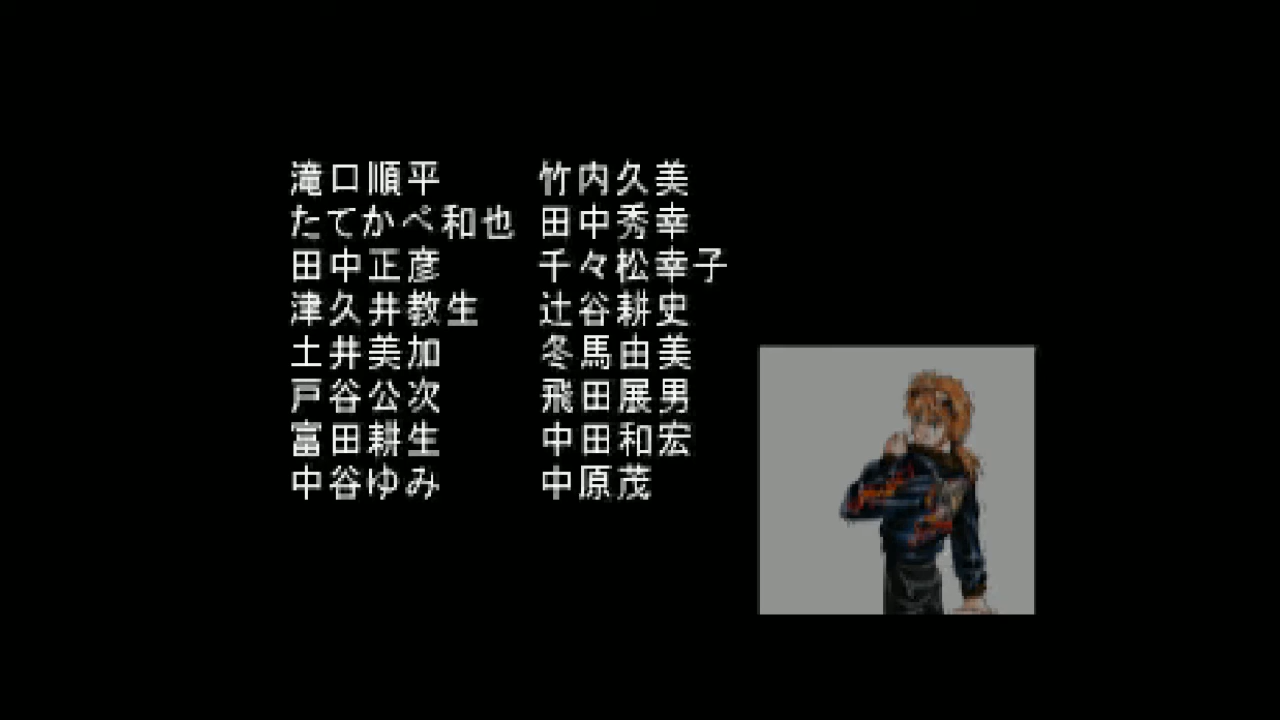 滝口順平 竹内久美
たてかべ和也 田中秀幸
田中正彦 千々松幸子
津久井教生 辻谷耕史
土井美加 冬馬由美
戸谷公次 飛田展男
富田耕生 中田和宏
中谷ゆみ 中原茂